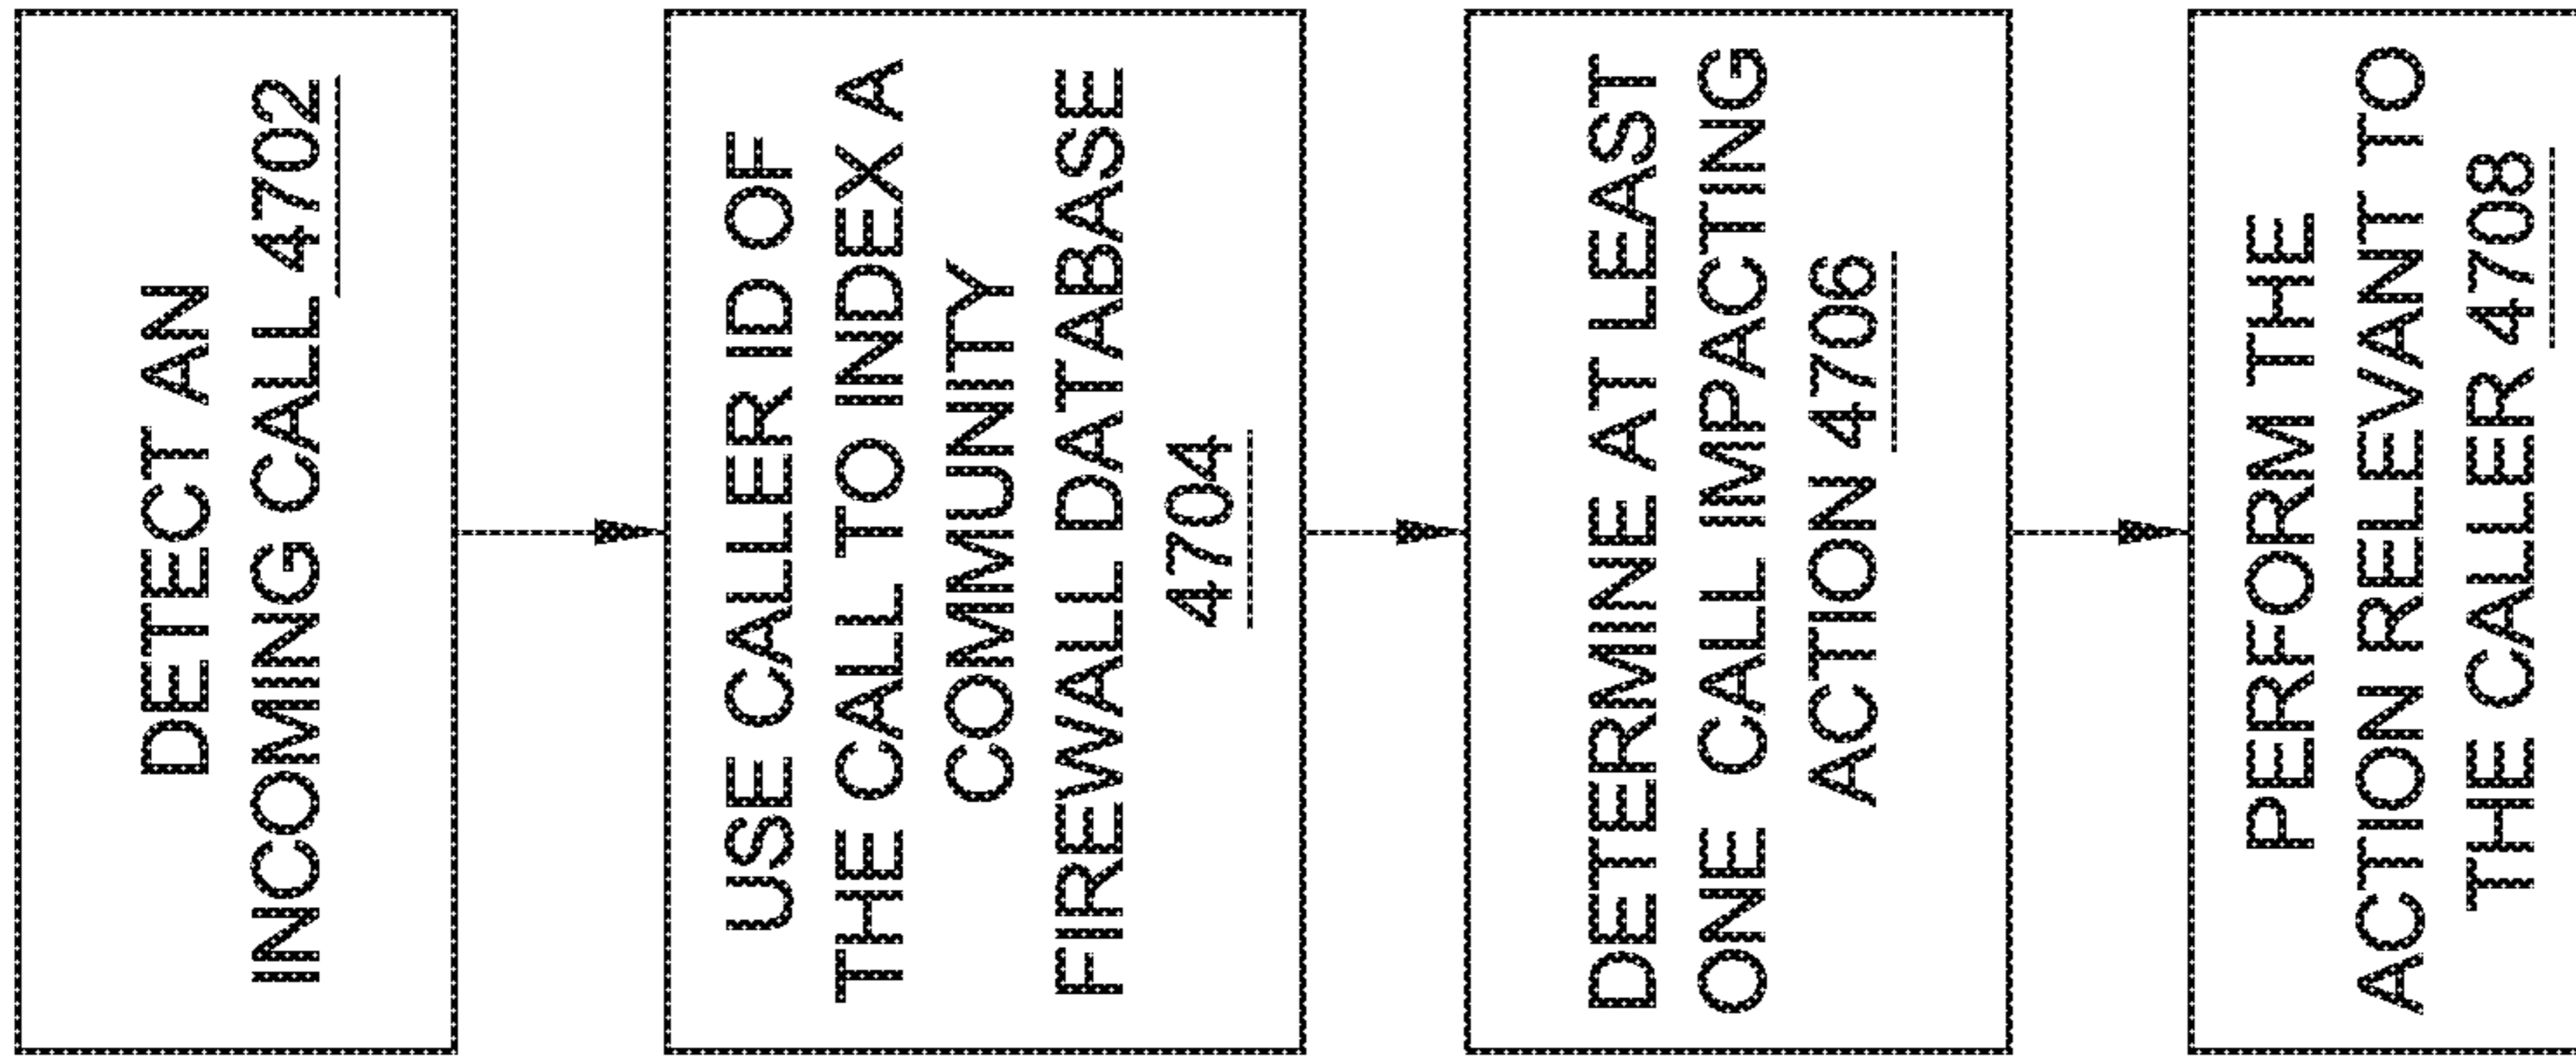 DETECT AN
INCOMING CALL 4702
USE CALLER ID OF
THE CALL TO INDEX A
COMMUNITY
FIREWALL DATABASE
4704
DETERMINE AT LEAST
ONE CALL IMPACTING
ACTION 4706
PERFORM THE
ACTION RELEVANT TO
THE CALLER 4708